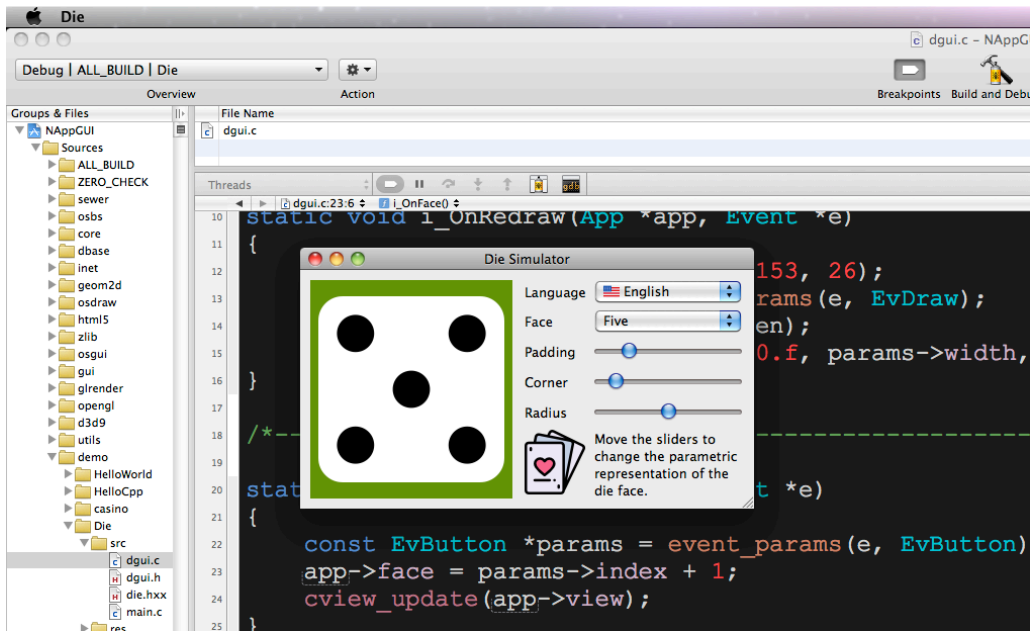 Die
dgui.c - NAppG
Debug | ALL_BUILD | Die
Overview
Action
Breakpoints
Build and Debu
Groups & Files
File Name
NAppGUI
dgui.c
Sources
ALL_BUILD
ZERO_CHECK
sewer
osbs
core
dbase
inet
geom2d
osdraw
html5
zlib
osgui
gui
glrender
opengl
d3d9
utils
demo
HelloWorld
HelloCpp
casino
Die
src
dgui.c
dgui.h
die.hxx
main.c
res
Threads
gdb
dgui.c:23:6
i_OnFace()
10 static void i_OnRedraw(App *app, Event *e)
11 {
12 153, 26);
13 rams(e, EvDraw);
14 en);
15 0.f, params->width,
16 }
17
18 /*--
19
20 stat t *e)
21 {
22 const EvButton *params = event_params(e, EvButton)
23 app->face = params->index + 1;
24 cview_update(app->view);
25 }
Die Simulator
Language English
Face Five
Padding
Corner
Radius
Move the sliders to
change the parametric
representation of the
die face.